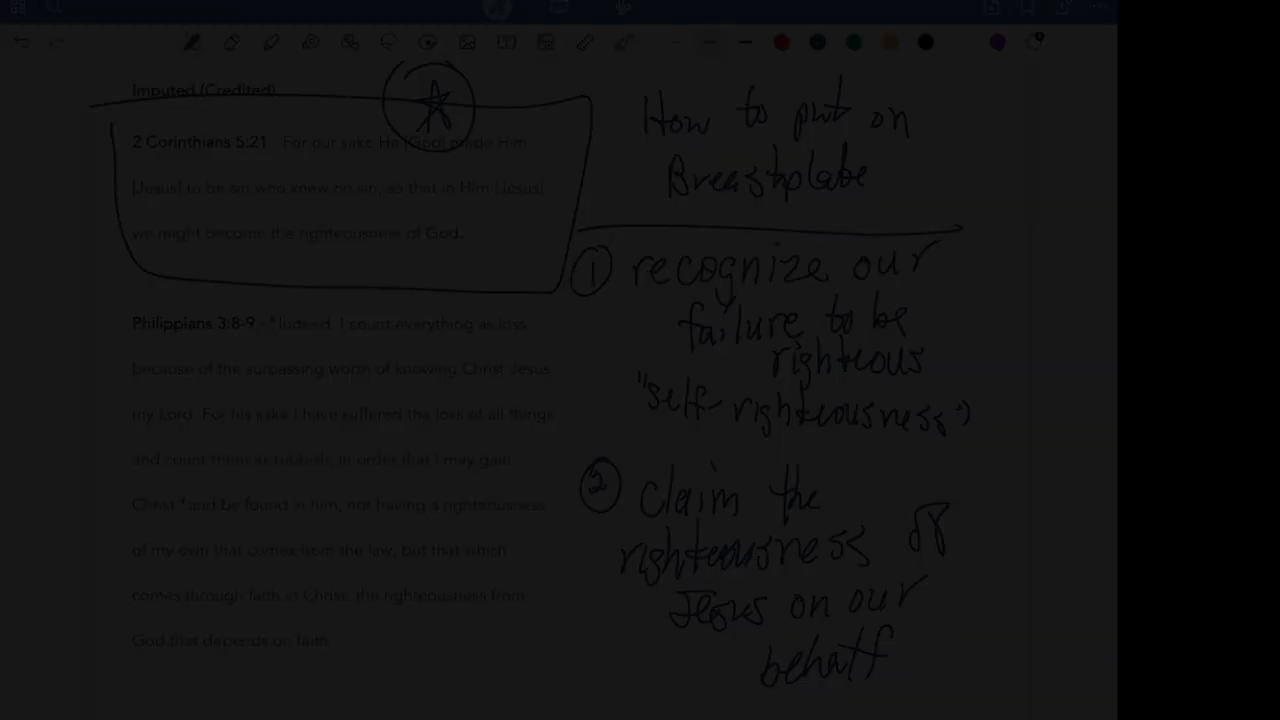 Imputed (Credited)
2 Corinthians 5:21 - For our sake He [God] made Him
[Jesus] to be sin who knew no sin, so that in Him [Jesus]
we might become the righteousness of God.
Philippians 3:8-9 - ⁸ Indeed, I count everything as loss
because of the surpassing worth of knowing Christ Jesus
my Lord. For his sake I have suffered the loss of all things
and count them as rubbish, in order that I may gain
Christ ⁹ and be found in him, not having a righteousness
of my own that comes from the law, but that which
comes through faith in Christ, the righteousness from
God that depends on faith
How to put on
Breastplate
1 recognize our
failure to be
righteous
"self-righteousness"
2 Claim the
righteousness of
Jesus on our
behalf